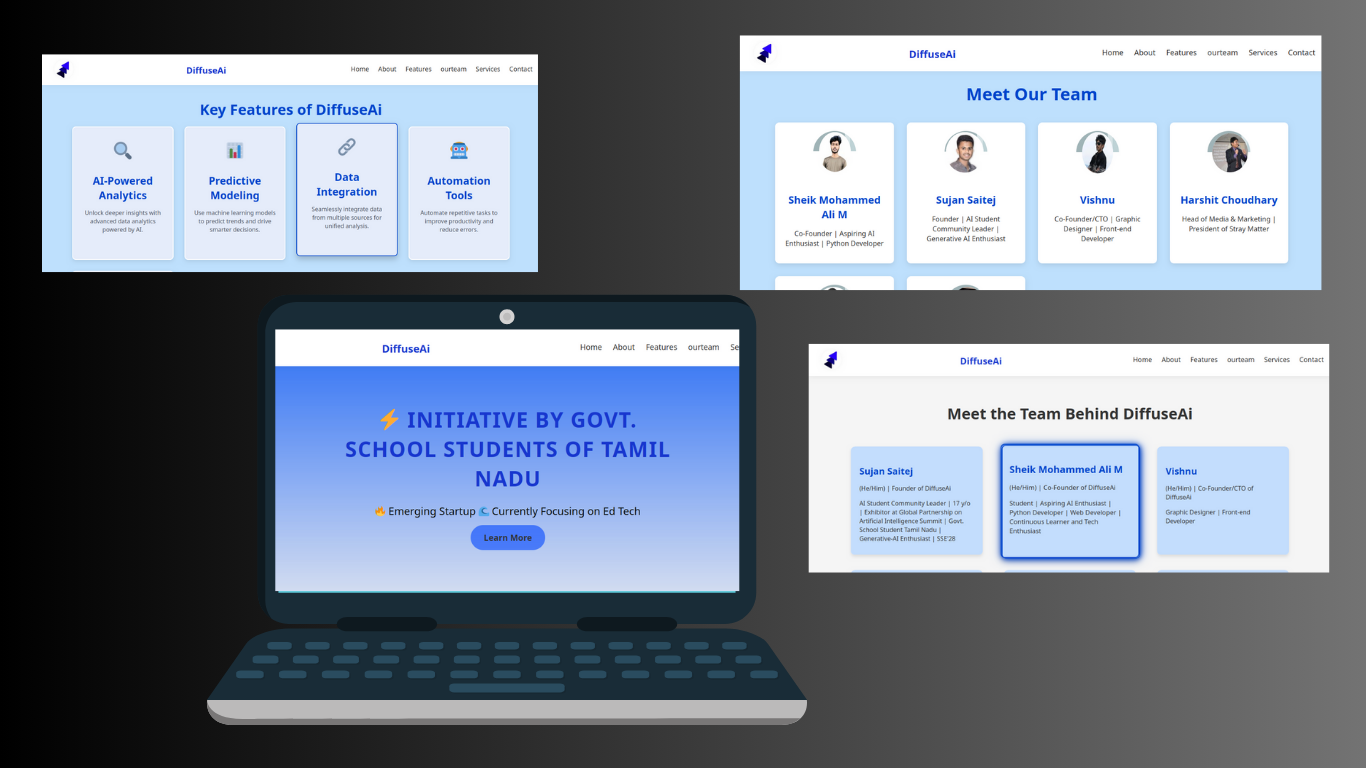 DiffuseAi
Home About Features ourteam Services Contact
Key Features of DiffuseAi
AI-Powered
Analytics
Unlock deeper insights with
advanced data analytics
powered by AI.
Predictive
Modeling
Use machine learning models
to predict trends and drive
smarter decisions.
Data
Integration
Seamlessly integrate data
from multiple sources for
unified analysis.
Automation
Tools
Automate repetitive tasks to
improve productivity and
reduce errors.
DiffuseAi
Home About Features ourteam Services Contact
Meet Our Team
Sheik Mohammed
Ali M
Co-Founder | Aspiring AI
Enthusiast | Python Developer
Sujan Saitej
Founder | AI Student
Community Leader |
Generative AI Enthusiast
Vishnu
Co-Founder/CTO | Graphic
Designer | Front-end
Developer
Harshit Choudhary
Head of Media & Marketing |
President of Stray Matter
DiffuseAi
Home About Features ourteam Se
⚡ INITIATIVE BY GOVT.
SCHOOL STUDENTS OF TAMIL
NADU
🔥 Emerging Startup 🌊 Currently Focusing on Ed Tech
Learn More
DiffuseAi
Home About Features ourteam Services Contact
Meet the Team Behind DiffuseAi
Sujan Saitej
(He/Him) | Founder of DiffuseAi
AI Student Community Leader | 17 y/o
| Exhibitor at Global Partnership on
Artificial Intelligence Summit | Govt.
School Student Tamil Nadu |
Generative-AI Enthusiast | SSE'28
Sheik Mohammed Ali M
(He/Him) | Co-Founder of DiffuseAi
Student | Aspiring AI Enthusiast |
Python Developer | Web Developer |
Continuous Learner and Tech
Enthusiast
Vishnu
(He/Him) | Co-Founder/CTO of
DiffuseAi
Graphic Designer | Front-end
Developer